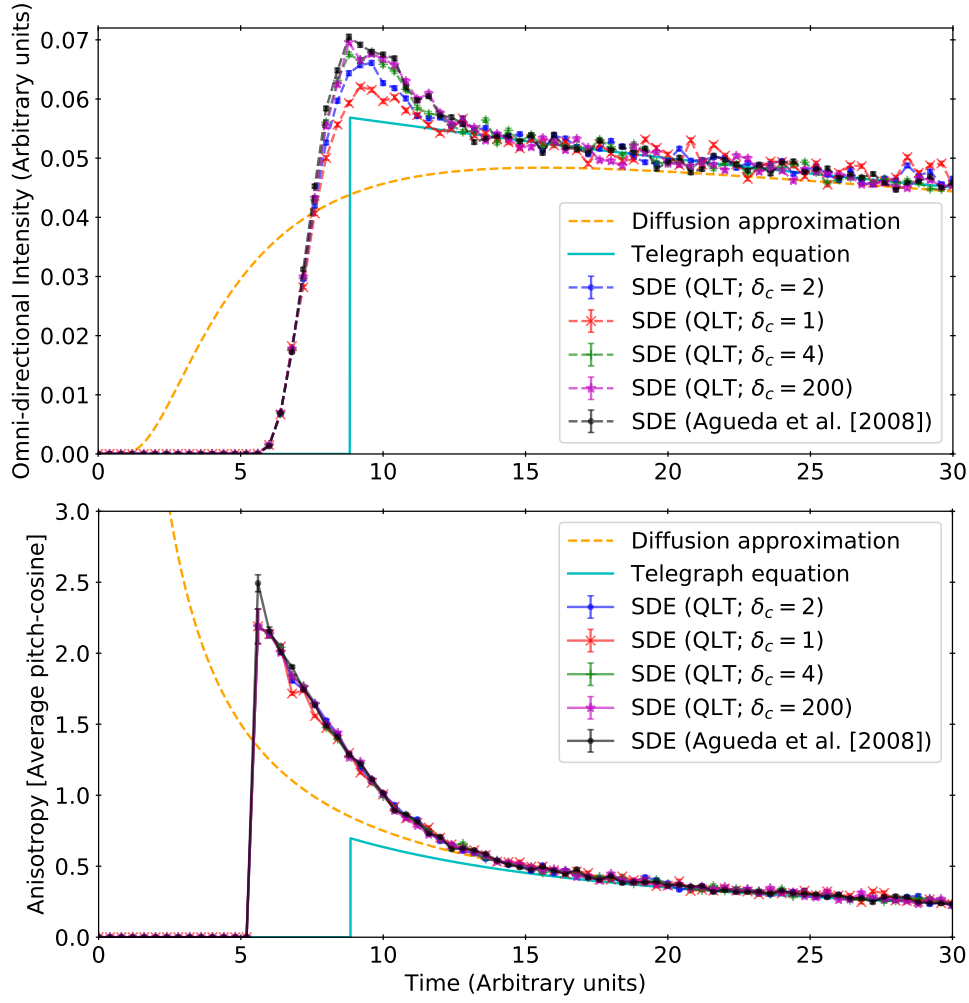 Omni-directional Intensity (Arbitrary units)
0.07
0.06
0.05
0.04
0.03
0.02
0.01
0.00
0 5 10 15 20 25 30
Diffusion approximation
Telegraph equation
SDE (QLT; δc = 2)
SDE (QLT; δc = 1)
SDE (QLT; δc = 4)
SDE (QLT; δc = 200)
SDE (Agueda et al. [2008])
Anisotropy [Average pitch-cosine]
3.0
2.5
2.0
1.5
1.0
0.5
0.0
0 5 10 15 20 25 30
Diffusion approximation
Telegraph equation
SDE (QLT; δc = 2)
SDE (QLT; δc = 1)
SDE (QLT; δc = 4)
SDE (QLT; δc = 200)
SDE (Agueda et al. [2008])
Time (Arbitrary units)